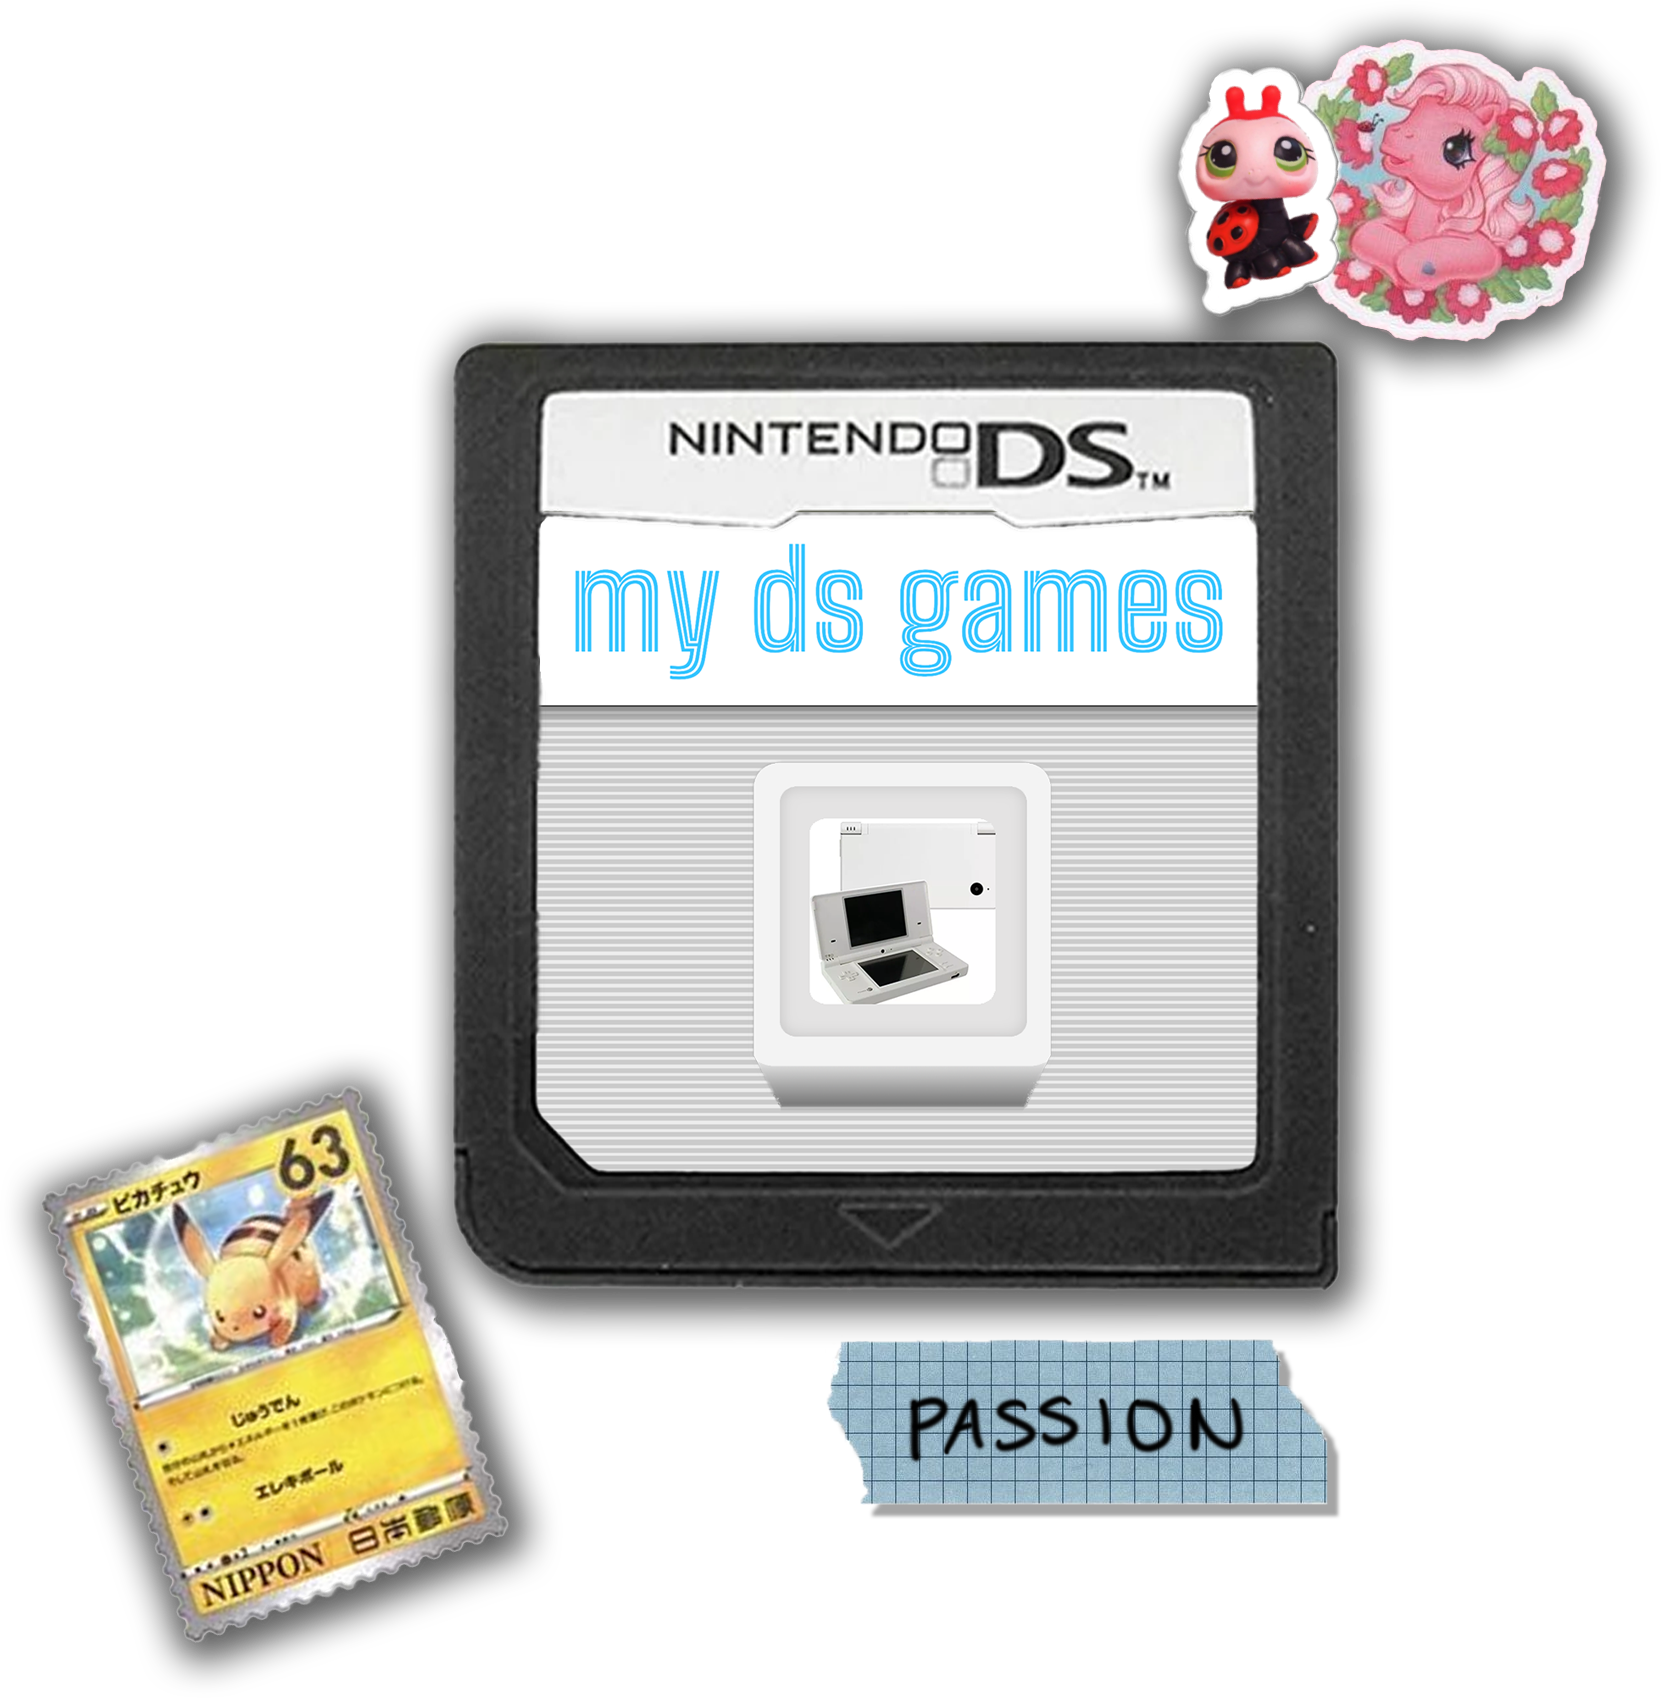 NINTENDO DS™
my ds games
63
ピカチュウ
じゅうでん
エレキボール
NIPPON 日本郵便
PASSION